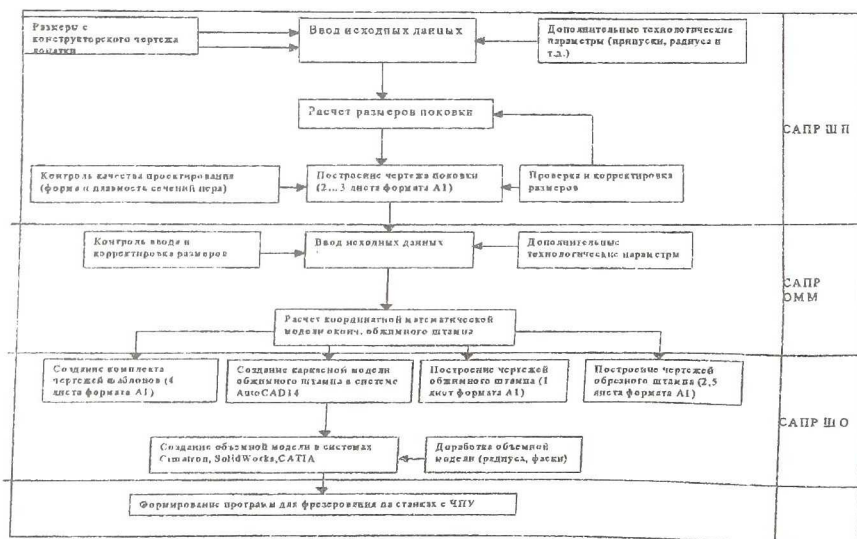 Размеры с
конструкторского чертежа
лопатки
Ввод исходных данных
Дополнительные технологические
параметры (припуски, радиуса и
т.д.)
Расчет размеров поковки
САПР ШП
Контроль качества проектирования
(форма и плавность сечений пера)
Построение чертежа поковки
(2...3 листа формата А1)
Проверка и корректировка
размеров
Контроль ввода и
корректировка размеров
Ввод исходных данных
Дополнительные
технологические параметры
САПР
ОММ
Расчет координатной математической
модели оконч. обжимного штампа
Создание комплекта
чертежей шаблонов (4
листа формата А1)
Создание каркасной модели
обжимного штампа в системе
AutoCAD14
Построение чертежей
обжимного штампа (1
лист формата А1)
Построение чертежей
обрезного штампа (2,5
листа формата А1)
САПР ШО
Создание объемной модели в системах
Cimatron, SolidWorks,CATIA
Доработка объемной
модели (радиуса, фаски)
Формирование программ для фрезерования на станках с ЧПУ